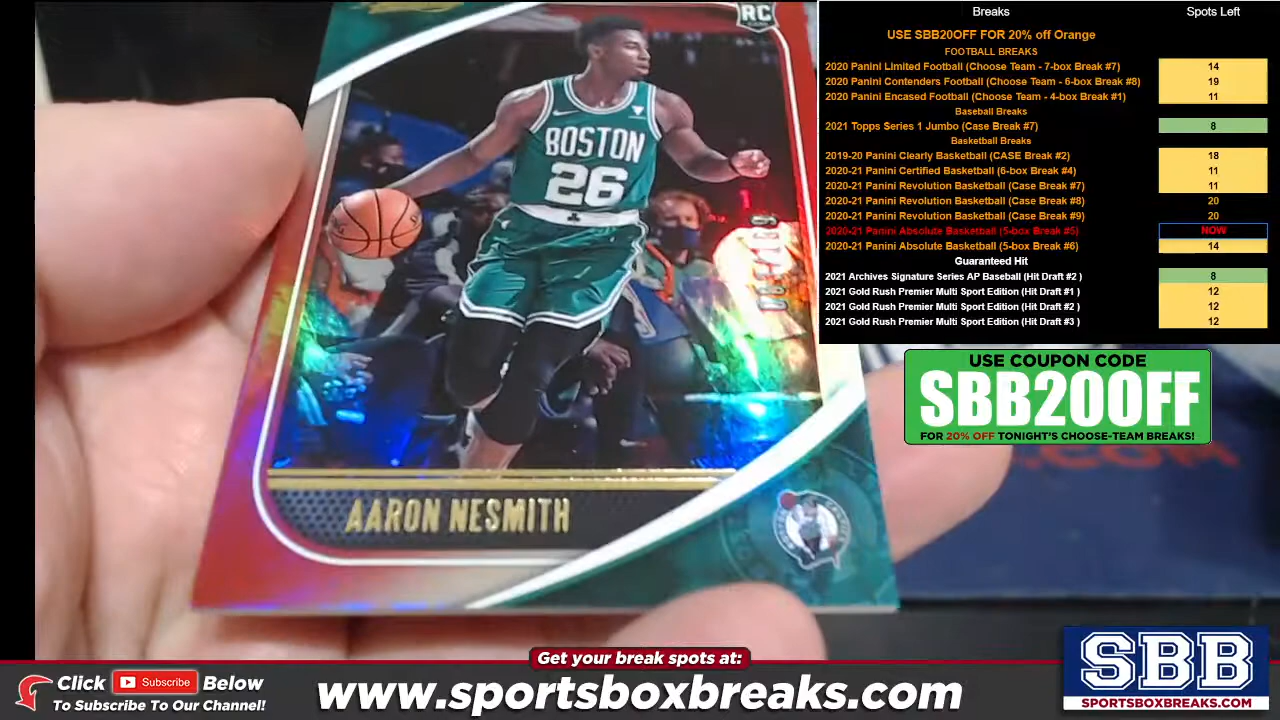 RC
BOSTON
26
AARON NESMITH
Breaks Spots Left
USE SBB20OFF FOR 20% off Orange
FOOTBALL BREAKS
2020 Panini Limited Football (Choose Team - 7-box Break #7) 14
2020 Panini Contenders Football (Choose Team - 6-box Break #8) 19
2020 Panini Encased Football (Choose Team - 4-box Break #1) 11
Baseball Breaks
2021 Topps Series 1 Jumbo (Case Break #7) 8
Basketball Breaks
2019-20 Panini Clearly Basketball (CASE Break #2) 18
2020-21 Panini Certified Basketball (6-box Break #4) 11
2020-21 Panini Revolution Basketball (Case Break #7) 11
2020-21 Panini Revolution Basketball (Case Break #8) 20
2020-21 Panini Revolution Basketball (Case Break #9) 20
2020-21 Panini Absolute Basketball (5-box Break #5) NOW
2020-21 Panini Absolute Basketball (5-box Break #6) 14
Guaranteed Hit
2021 Archives Signature Series AP Baseball (Hit Draft #2 ) 8
2021 Gold Rush Premier Multi Sport Edition (Hit Draft #1 ) 12
2021 Gold Rush Premier Multi Sport Edition (Hit Draft #2 ) 12
2021 Gold Rush Premier Multi Sport Edition (Hit Draft #3 ) 12
USE COUPON CODE
SBB20OFF
FOR 20% OFF TONIGHT'S CHOOSE-TEAM BREAKS!
Get your break spots at:
Click Subscribe Below
To Subscribe To Our Channel!
www.sportsboxbreaks.com
SBB
SPORTSBOXBREAKS.COM